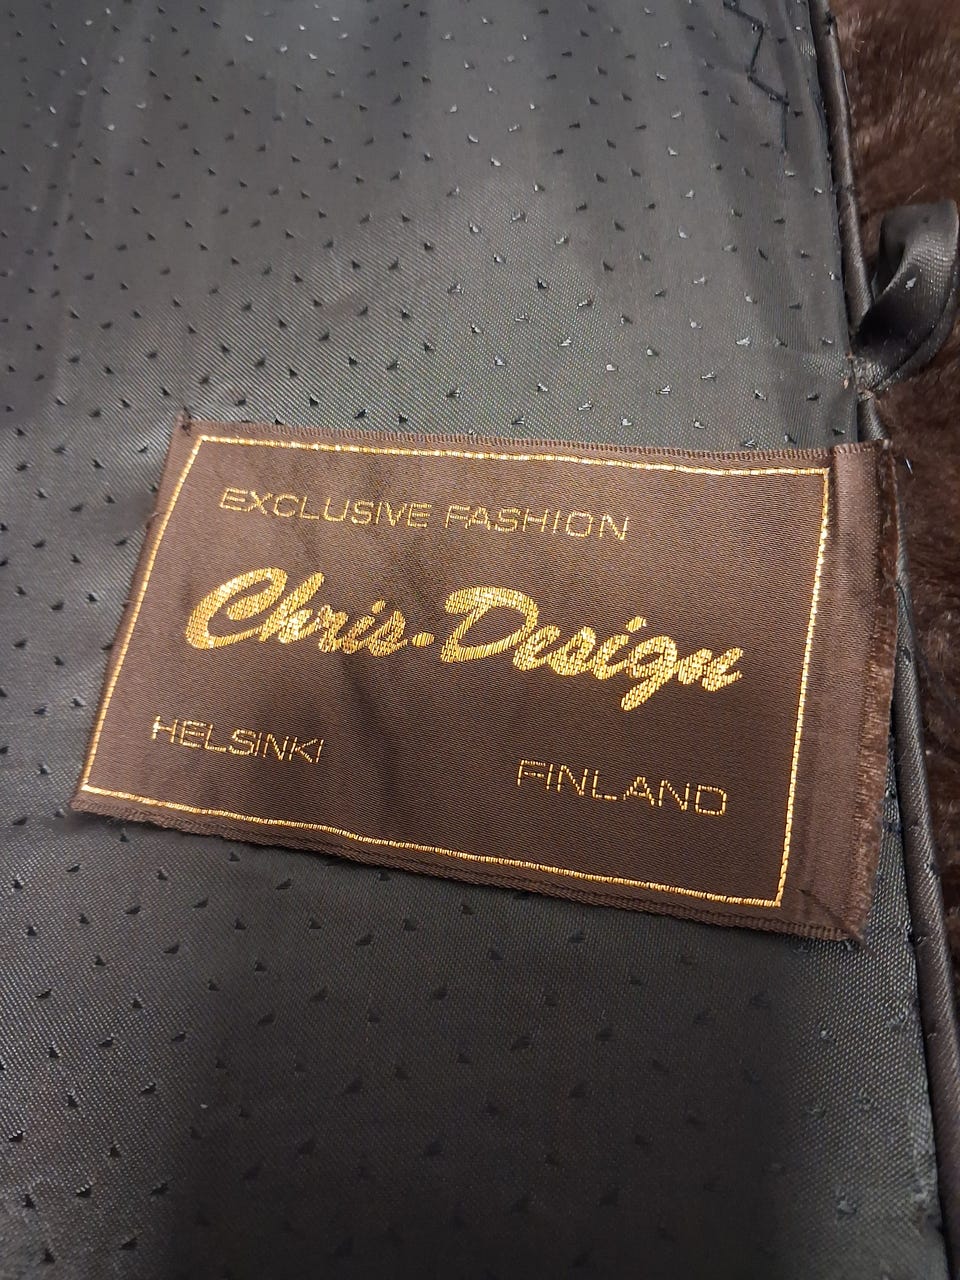 EXCLUSIVE FASHION
Chris·Design
HELSINKI
FINLAND